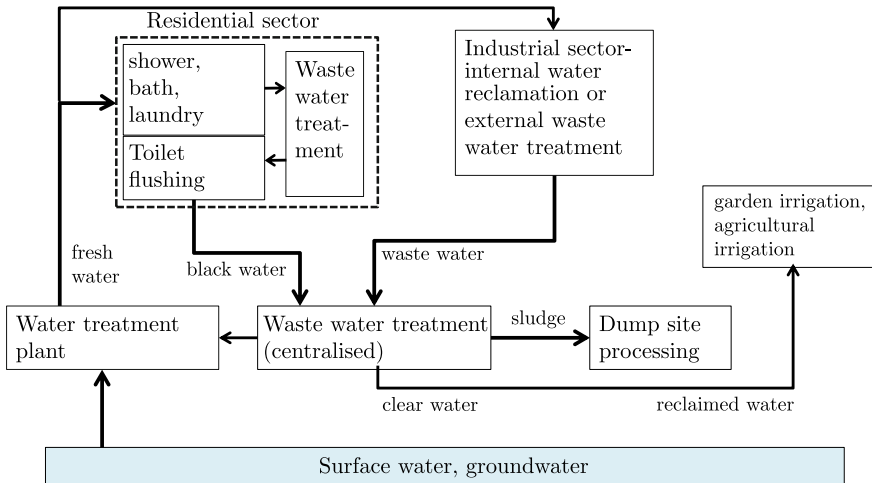 Residential sector
shower,
bath,
laundry
Waste
water
treat-
ment
Toilet
flushing
Industrial sector-
internal water
reclamation or
external waste
water treatment
garden irrigation,
agricultural
irrigation
fresh
water
black water
waste water
Water treatment
plant
Waste water treatment
(centralised)
sludge
Dump site
processing
clear water
reclaimed water
Surface water, groundwater